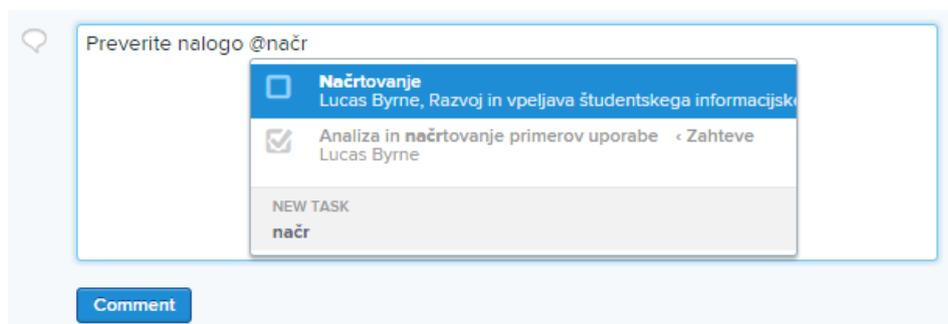 Preverite nalogo @načr
Načrtovanje
Lucas Byrne, Razvoj in vpeljava študentskega informacijsk
Analiza in načrtovanje primerov uporabe ‹ Zahteve
Lucas Byrne
NEW TASK
načr
Comment